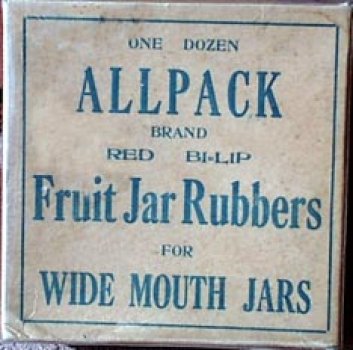 ONE DOZEN
ALLPACK
BRAND
RED BI-LIP
Fruit Jar Rubbers
FOR
WIDE MOUTH JARS